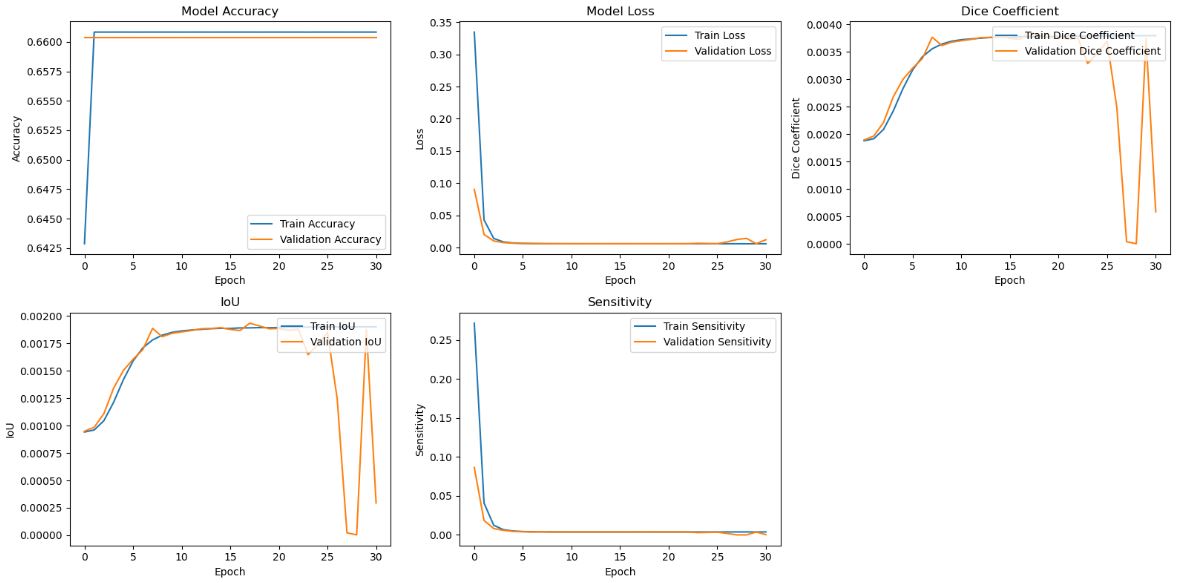 Model Accuracy
0.6600
0.6575
0.6550
0.6525
0.6500
0.6475
0.6450
0.6425
Accuracy
Train Accuracy
Validation Accuracy
0 5 10 15 20 25 30
Epoch
Model Loss
0.35
0.30
0.25
0.20
0.15
0.10
0.05
0.00
Loss
Train Loss
Validation Loss
0 5 10 15 20 25 30
Epoch
Dice Coefficient
0.0040
0.0035
0.0030
0.0025
0.0020
0.0015
0.0010
0.0005
0.0000
Dice Coefficient
Train Dice Coefficient
Validation Dice Coefficient
0 5 10 15 20 25 30
Epoch
IoU
0.00200
0.00175
0.00150
0.00125
0.00100
0.00075
0.00050
0.00025
0.00000
IoU
Train IoU
Validation IoU
0 5 10 15 20 25 30
Epoch
Sensitivity
0.25
0.20
0.15
0.10
0.05
0.00
Sensitivity
Train Sensitivity
Validation Sensitivity
0 5 10 15 20 25 30
Epoch